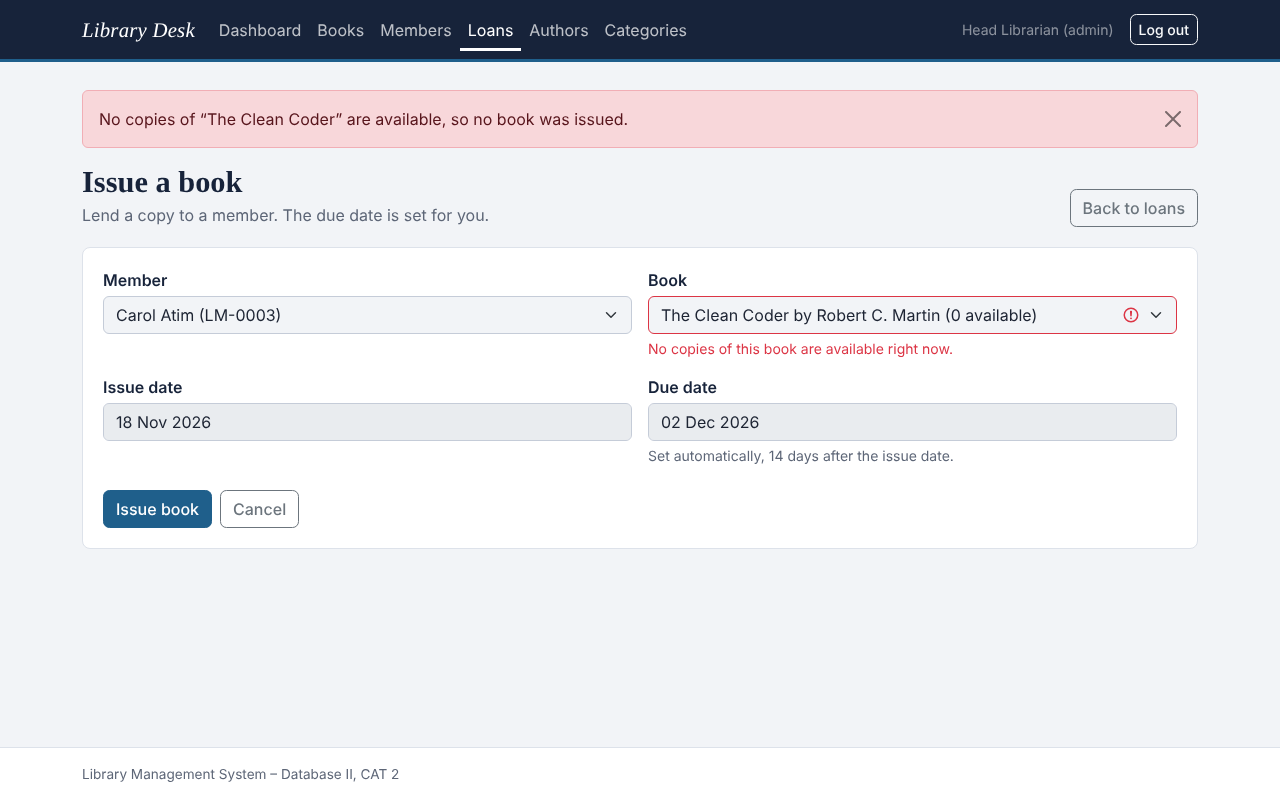 Library Desk Dashboard Books Members Loans Authors Categories Head Librarian (admin) Log out
No copies of “The Clean Coder” are available, so no book was issued.
Issue a book
Lend a copy to a member. The due date is set for you.
Back to loans
Member Book
Carol Atim (LM-0003) The Clean Coder by Robert C. Martin (0 available)
No copies of this book are available right now.
Issue date Due date
18 Nov 2026 02 Dec 2026
Set automatically, 14 days after the issue date.
Issue book Cancel
Library Management System – Database II, CAT 2